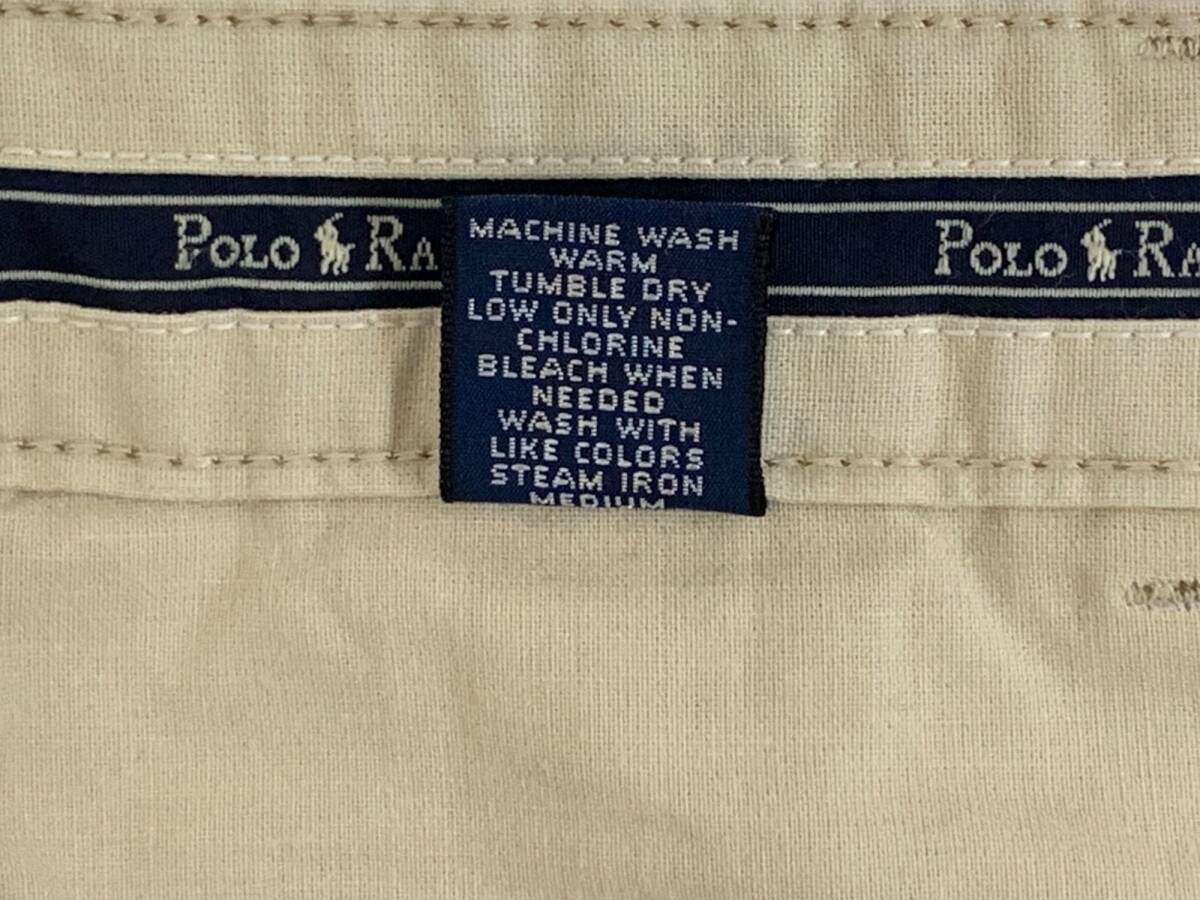 POLO RA
MACHINE WASH
WARM
TUMBLE DRY
LOW ONLY NON-
CHLORINE
BLEACH WHEN
NEEDED
WASH WITH
LIKE COLORS
STEAM IRON
MEDIUM
POLO RA